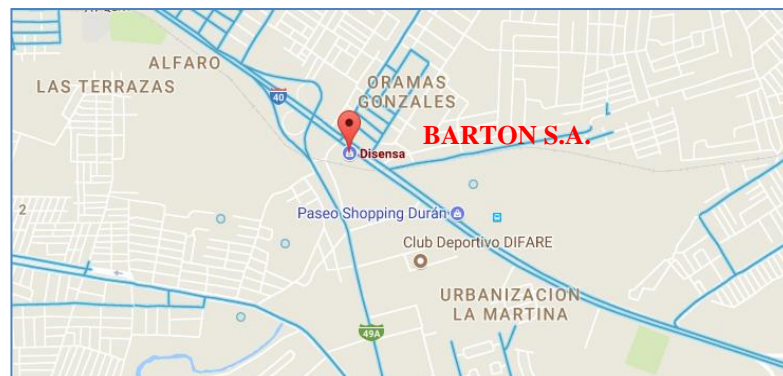 ALFARO
LAS TERRAZAS
40
ORAMAS
GONZALES
BARTON S.A.
Disensa
2
Paseo Shopping Durán
Club Deportivo DIFARE
URBANIZACION
LA MARTINA
49A